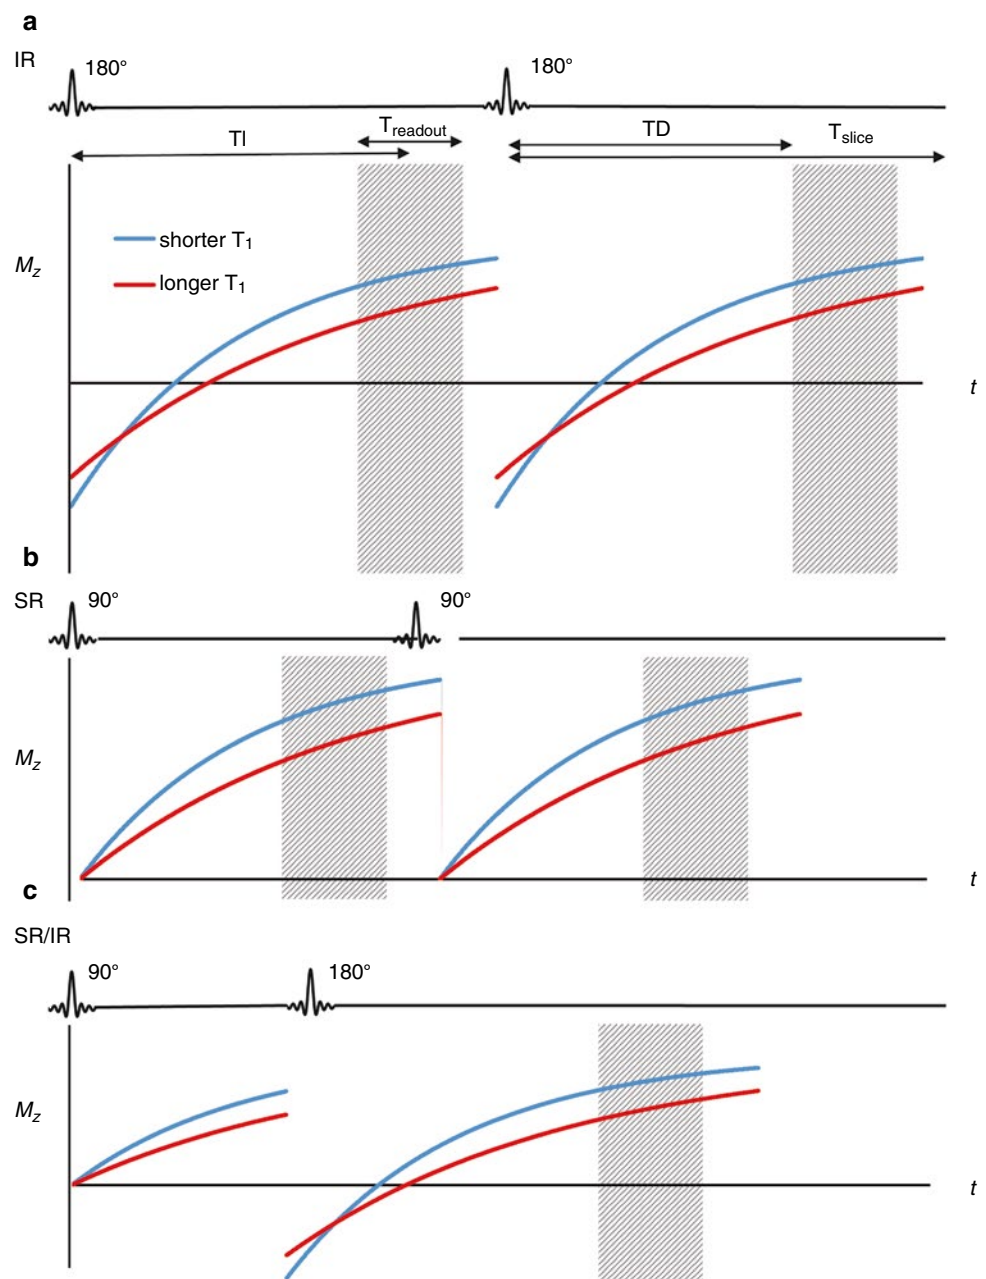 a
IR
180°
180°
TI
Treadout
TD
Tslice
shorter T1
longer T1
Mz
t
b
SR
90°
90°
Mz
t
c
SR/IR
90°
180°
Mz
t